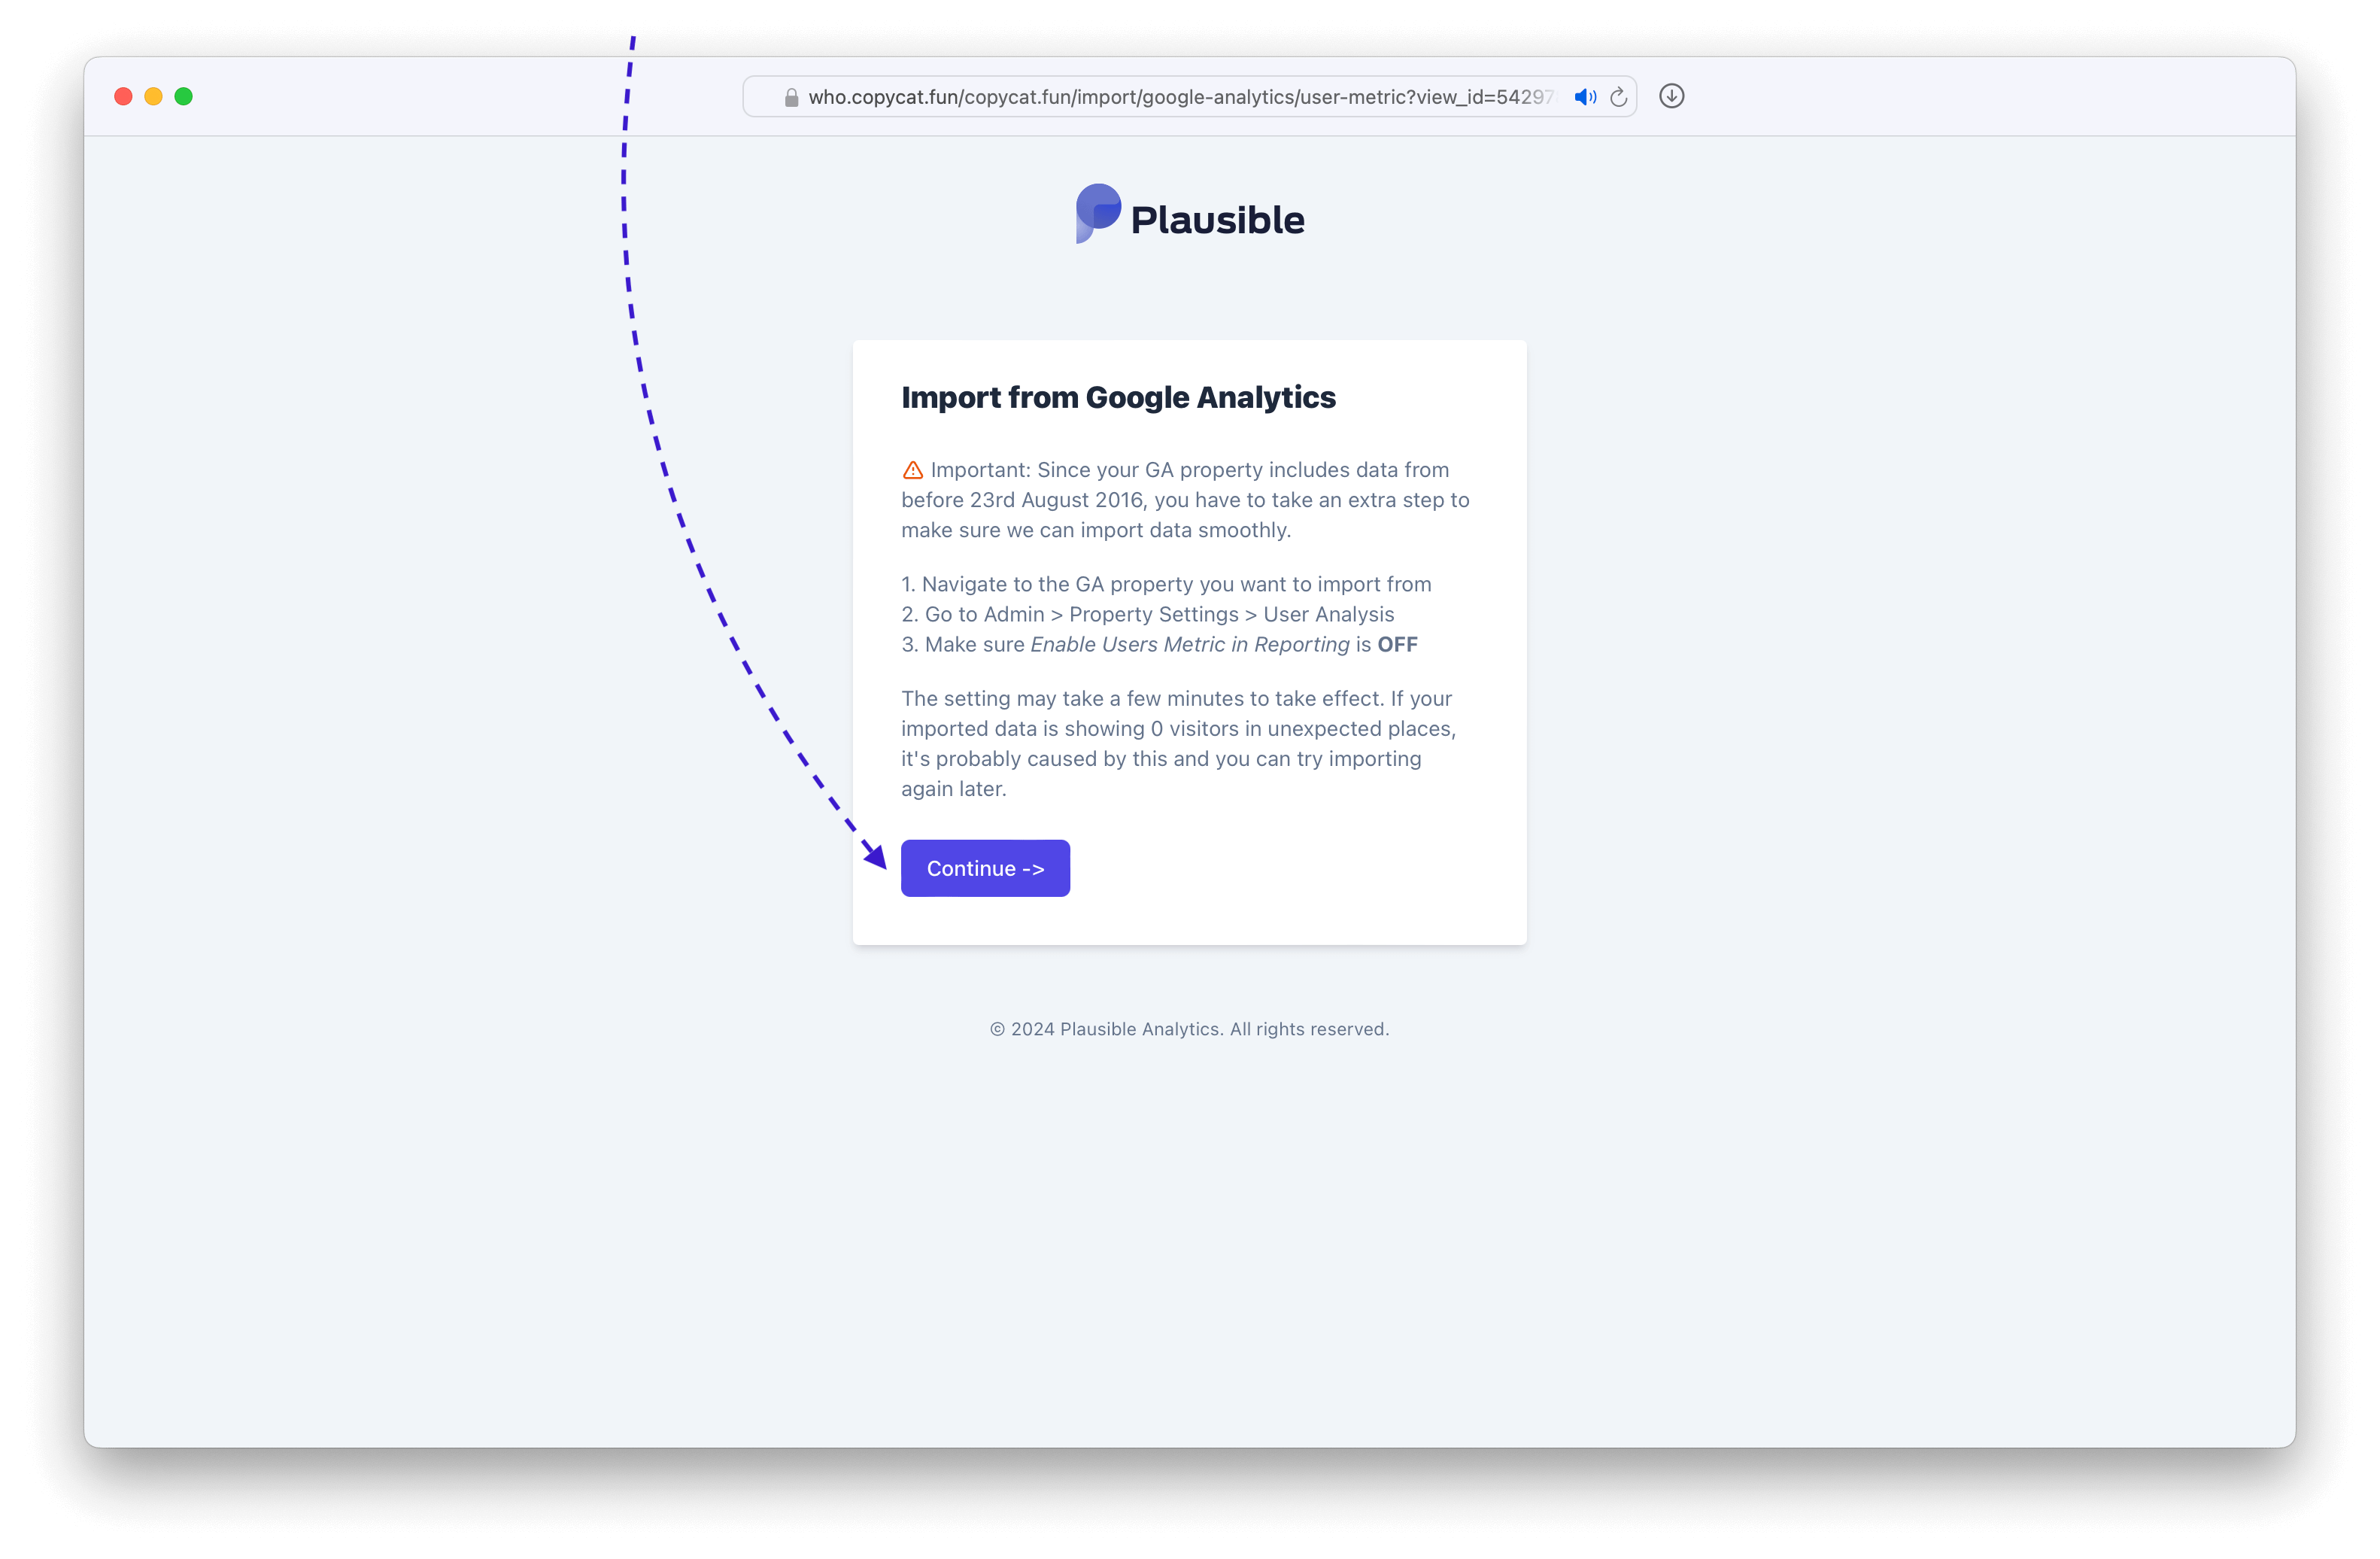 who.copycat.fun/copycat.fun/import/google-analytics/user-metric?view_id=54297
Plausible
Import from Google Analytics
Important: Since your GA property includes data from
before 23rd August 2016, you have to take an extra step to
make sure we can import data smoothly.
1. Navigate to the GA property you want to import from
2. Go to Admin > Property Settings > User Analysis
3. Make sure Enable Users Metric in Reporting is OFF
The setting may take a few minutes to take effect. If your
imported data is showing 0 visitors in unexpected places,
it's probably caused by this and you can try importing
again later.
Continue ->
© 2024 Plausible Analytics. All rights reserved.